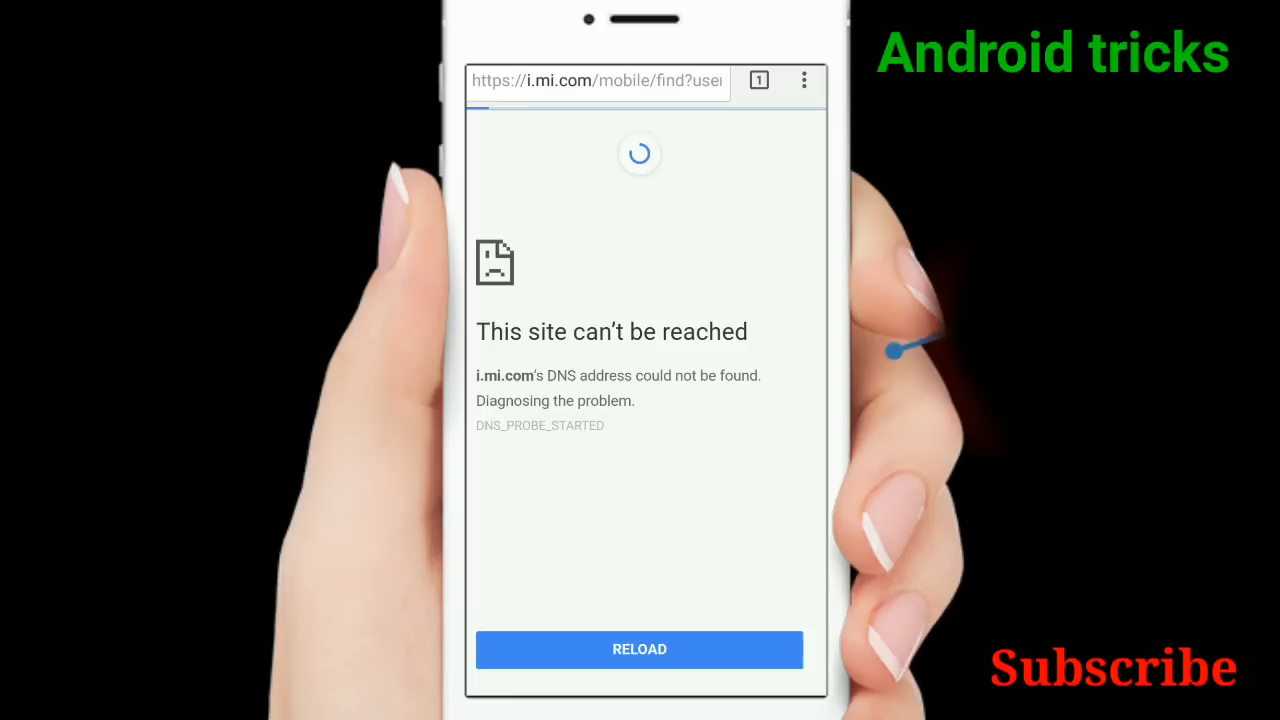 Android tricks
https://i.mi.com/mobile/find?user
1
This site can’t be reached
i.mi.com’s DNS address could not be found.
Diagnosing the problem.
DNS_PROBE_STARTED
RELOAD
Subscribe